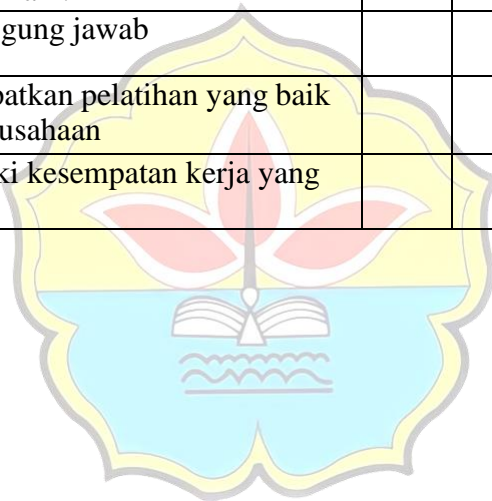 gung jawab
patkan pelatihan yang baik
usahaan
ki kesempatan kerja yang